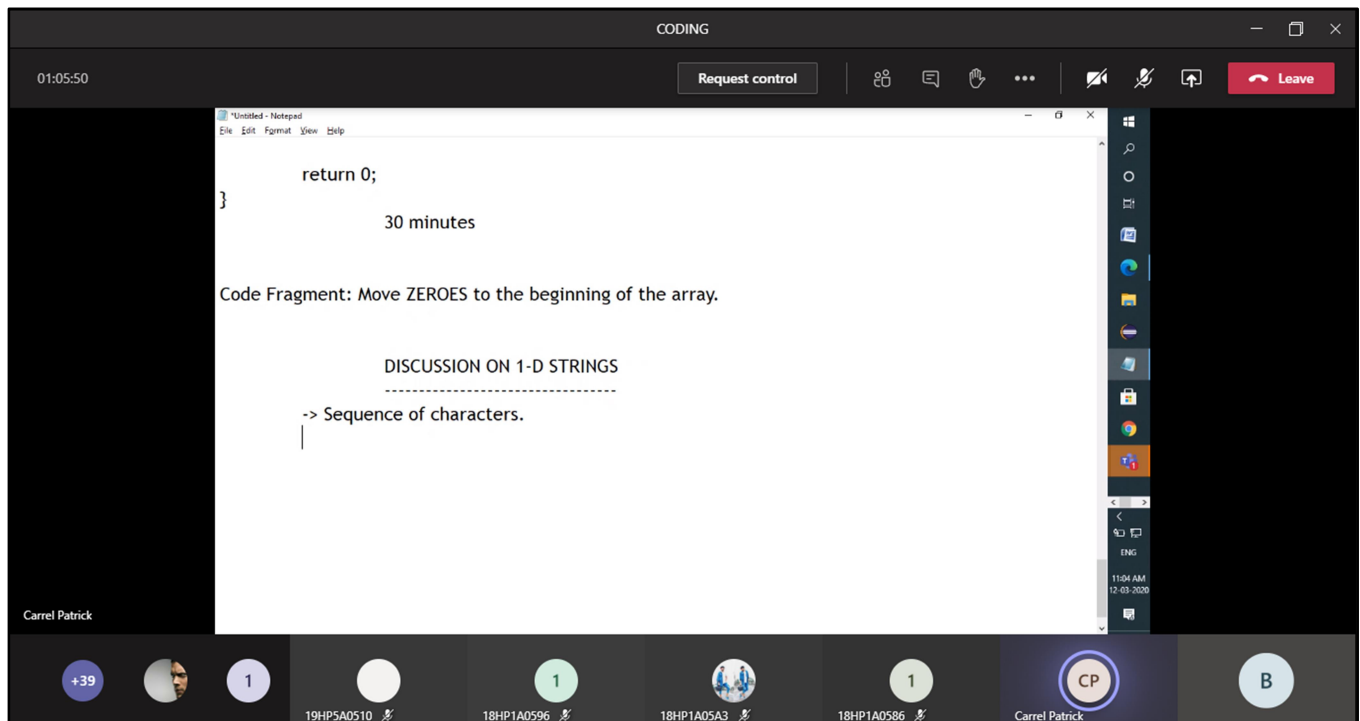 CODING
01:05:50
Request control
Leave
*Untitled - Notepad
File Edit Format View Help
return 0;
}
30 minutes
Code Fragment: Move ZEROES to the beginning of the array.
DISCUSSION ON 1-D STRINGS
----------------------------------
-> Sequence of characters.
ENG
11:04 AM
12-03-2020
Carrel Patrick
+39
1
19HP5A0510
1
18HP1A0596
18HP1A05A3
1
18HP1A0586
CP
Carrel Patrick
B